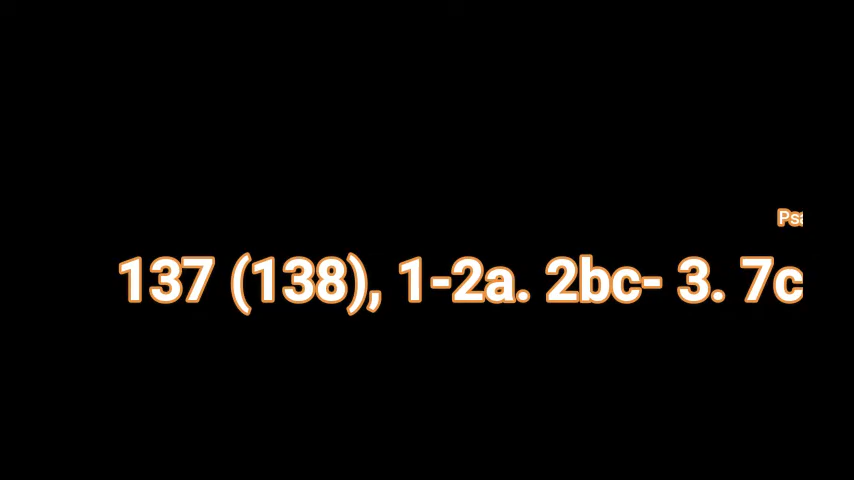 137 (138), 1-2a. 2bc- 3. 7c